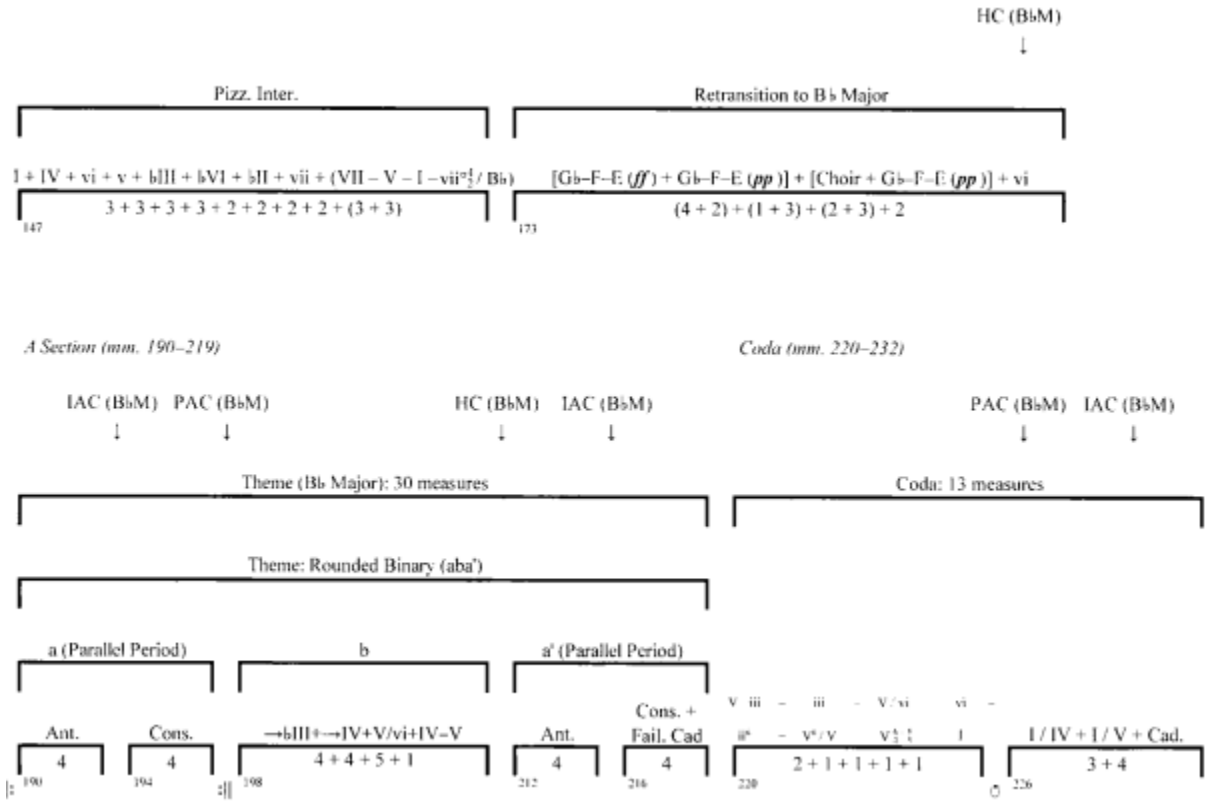 HC (B♭M)
↓
Pizz. Inter. Retransition to B♭ Major
I + IV + vi + v + ♭III + ♭VI + ♭II + vii + (VII – V – I – vii°⁴₂ / B♭) [G♭–F–E (ff) + G♭–F–E (pp)] + [Choir + G♭–F–E (pp)] + vi
3 + 3 + 3 + 3 + 2 + 2 + 2 + 2 + (3 + 3) (4 + 2) + (1 + 3) + (2 + 3) + 2
147 173
A Section (mm. 190–219) Coda (mm. 220–232)
IAC (B♭M) PAC (B♭M) HC (B♭M) IAC (B♭M) PAC (B♭M) IAC (B♭M)
↓ ↓ ↓ ↓ ↓ ↓
Theme (B♭ Major): 30 measures Coda: 13 measures
Theme: Rounded Binary (aba')
a (Parallel Period) b a' (Parallel Period)
V iii – iii – V/vi vi –
Cons. +
Ant. Cons. →♭III+→IV+V/vi+IV–V Ant. Fail. Cad – V I I / IV + I / V + Cad.
4 4 4 + 4 + 5 + 1 4 4 2 + 1 + 1 + 1 + 1 3 + 4
190 194 198 212 216 220 226